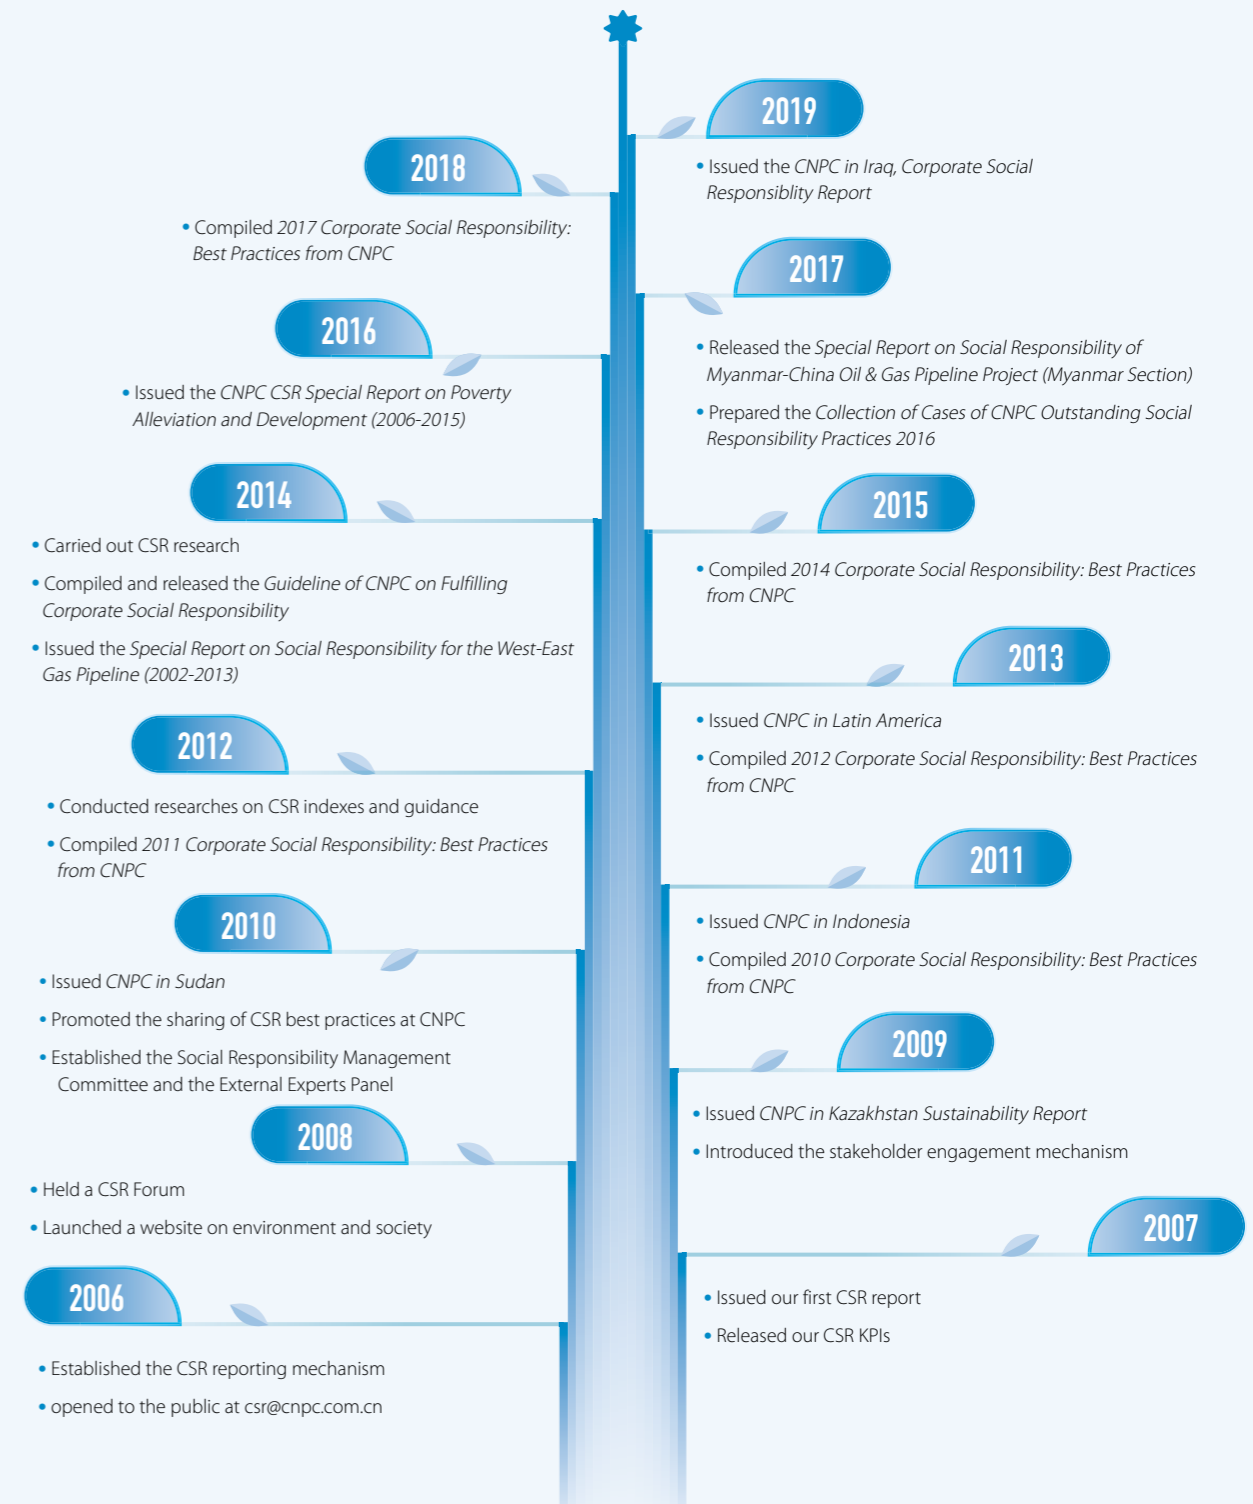 2019
• Issued the CNPC in Iraq, Corporate Social
Responsiblity Report
2018
• Compiled 2017 Corporate Social Responsibility:
Best Practices from CNPC
2017
• Released the Special Report on Social Responsibility of
Myanmar-China Oil & Gas Pipeline Project (Myanmar Section)
• Prepared the Collection of Cases of CNPC Outstanding Social
Responsibility Practices 2016
2016
• Issued the CNPC CSR Special Report on Poverty
Alleviation and Development (2006-2015)
2015
• Compiled 2014 Corporate Social Responsibility: Best Practices
from CNPC
2014
• Carried out CSR research
• Compiled and released the Guideline of CNPC on Fulfilling
Corporate Social Responsibility
• Issued the Special Report on Social Responsibility for the West-East
Gas Pipeline (2002-2013)
2013
• Issued CNPC in Latin America
• Compiled 2012 Corporate Social Responsibility: Best Practices
from CNPC
2012
• Conducted researches on CSR indexes and guidance
• Compiled 2011 Corporate Social Responsibility: Best Practices
from CNPC
2011
• Issued CNPC in Indonesia
• Compiled 2010 Corporate Social Responsibility: Best Practices
from CNPC
2010
• Issued CNPC in Sudan
• Promoted the sharing of CSR best practices at CNPC
• Established the Social Responsibility Management
Committee and the External Experts Panel
2009
• Issued CNPC in Kazakhstan Sustainability Report
• Introduced the stakeholder engagement mechanism
2008
• Held a CSR Forum
• Launched a website on environment and society
2007
• Issued our first CSR report
• Released our CSR KPIs
2006
• Established the CSR reporting mechanism
• opened to the public at csr@cnpc.com.cn